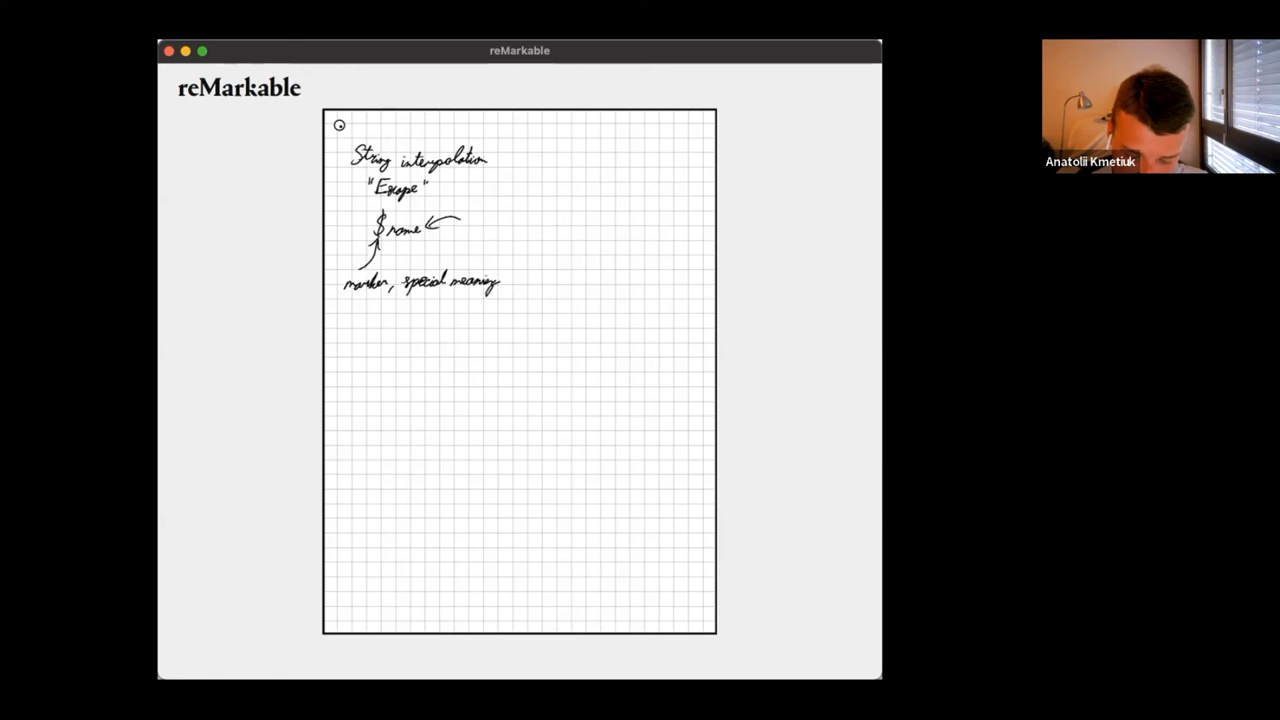 reMarkable
reMarkable
String interpolation
"Escape"
$name
marker, special meaning
Anatolii Kmetiuk